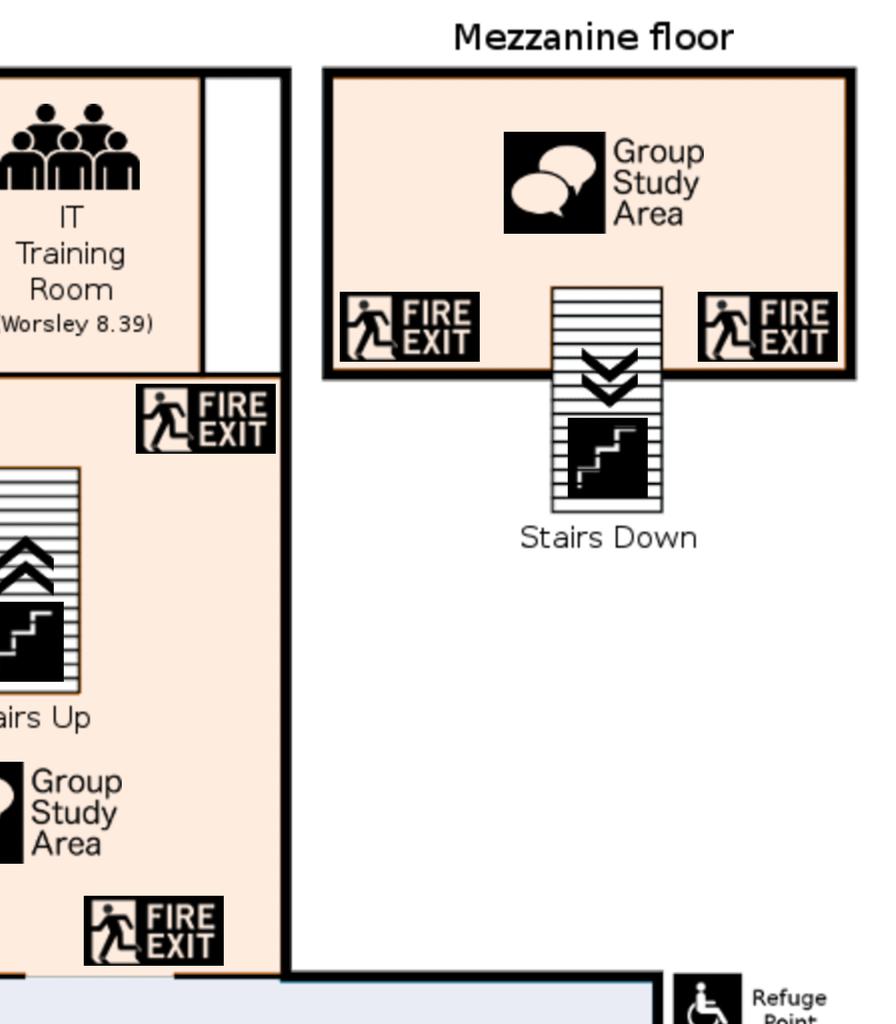 Mezzanine floor
IT
Training
Room
(Worsley 8.39)
Group
Study
Area
FIRE
EXIT
FIRE
EXIT
FIRE
EXIT
Stairs Down
airs Up
Group
Study
Area
FIRE
EXIT
Refuge
Point